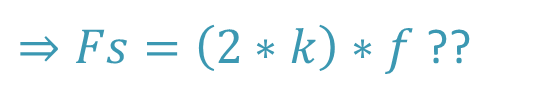 ⇒ Fs = (2 * k) * f ??